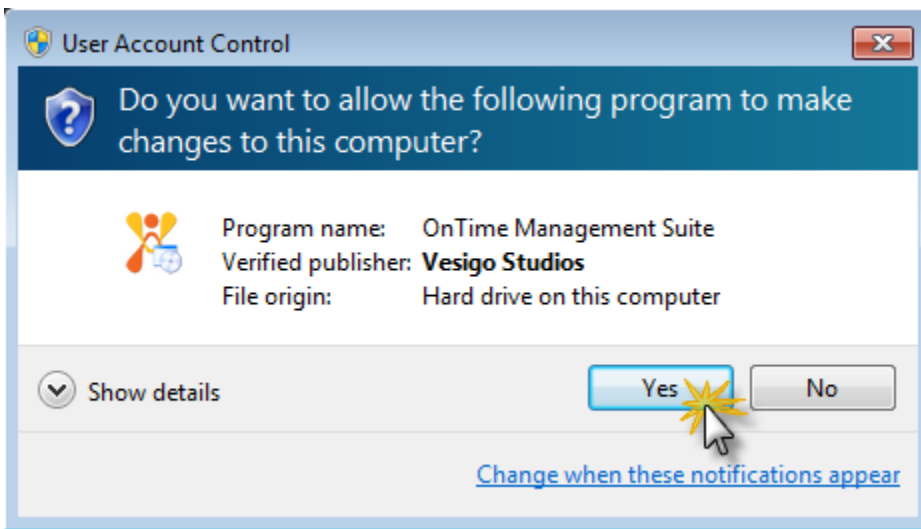 User Account Control
Do you want to allow the following program to make
changes to this computer?
Program name: OnTime Management Suite
Verified publisher: Vesigo Studios
File origin: Hard drive on this computer
Show details
Yes
No
Change when these notifications appear